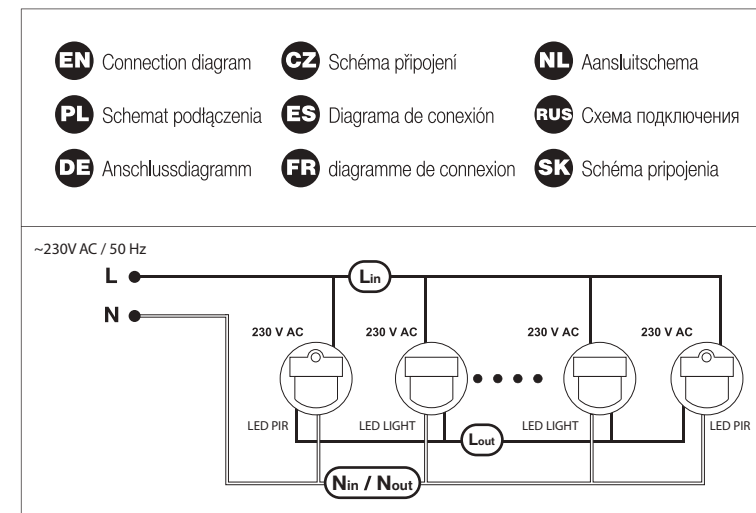 EN Connection diagram
CZ Schéma připojení
NL Aansluitschema
PL Schemat podłączenia
ES Diagrama de conexión
RUS Схема подключения
DE Anschlussdiagramm
FR diagramme de connexion
SK Schéma pripojenia
~230V AC / 50 Hz
L
Lin
N
230 V AC
230 V AC
230 V AC
230 V AC
LED PIR
LED LIGHT
LED LIGHT
LED PIR
Lout
Nin / Nout